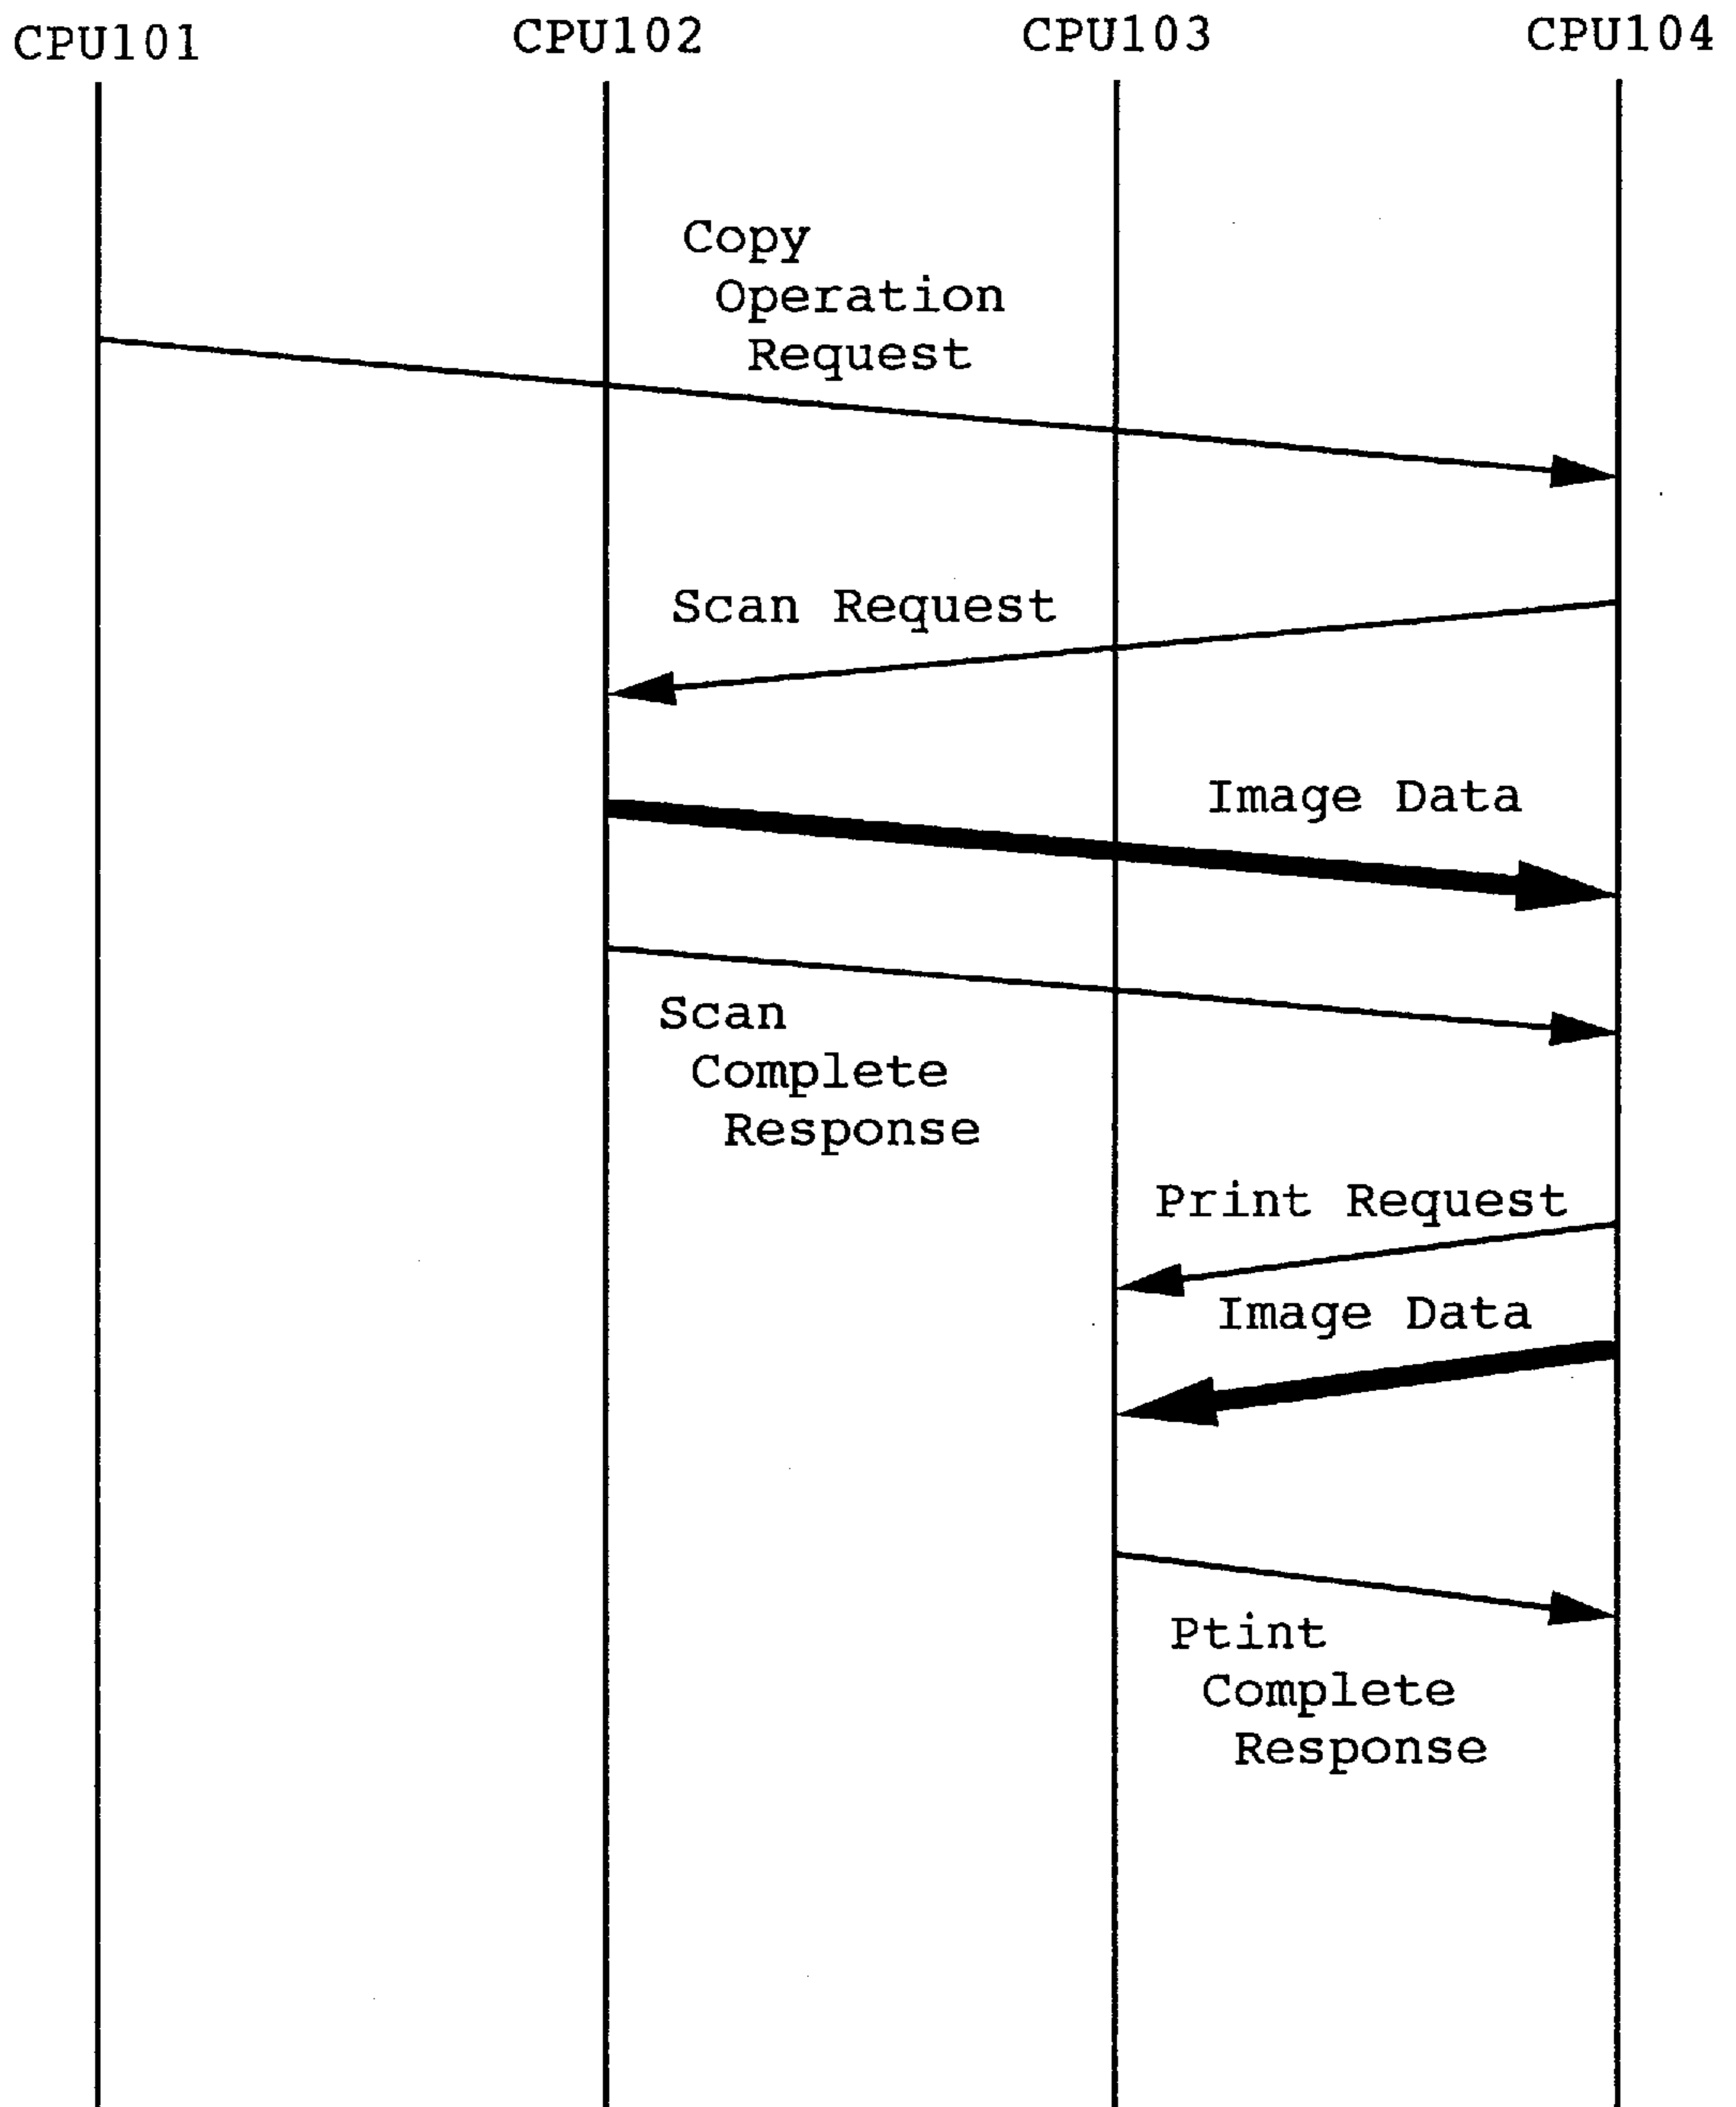 CPU101 CPU102 CPU103 CPU104
Copy
Operation
Request
Scan Request
Image Data
Scan
Complete
Response
Print Request
Image Data
Ptint
Complete
Response